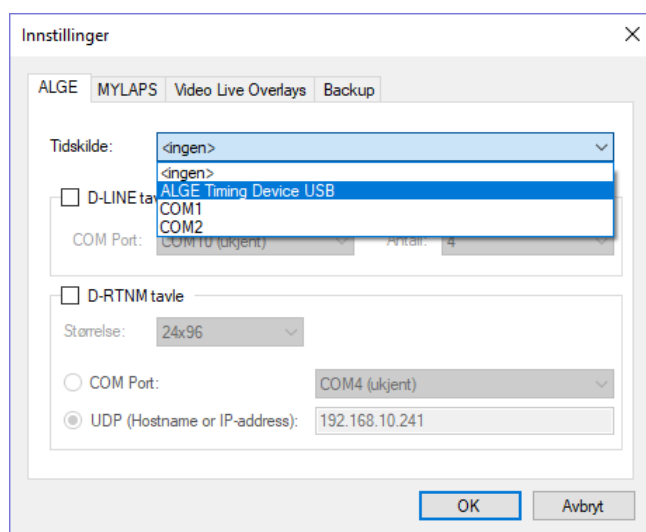 Innstillinger
ALGE MYLAPS Video Live Overlays Backup
Tidskilde: <ingen>
<ingen>
ALGE Timing Device USB
COM1
COM2
D-LINE tav
COM Port: COM10 (ukjent) Antall: 4
D-RTNM tavle
Størrelse: 24x96
COM Port: COM4 (ukjent)
UDP (Hostname or IP-address): 192.168.10.241
OK Avbryt